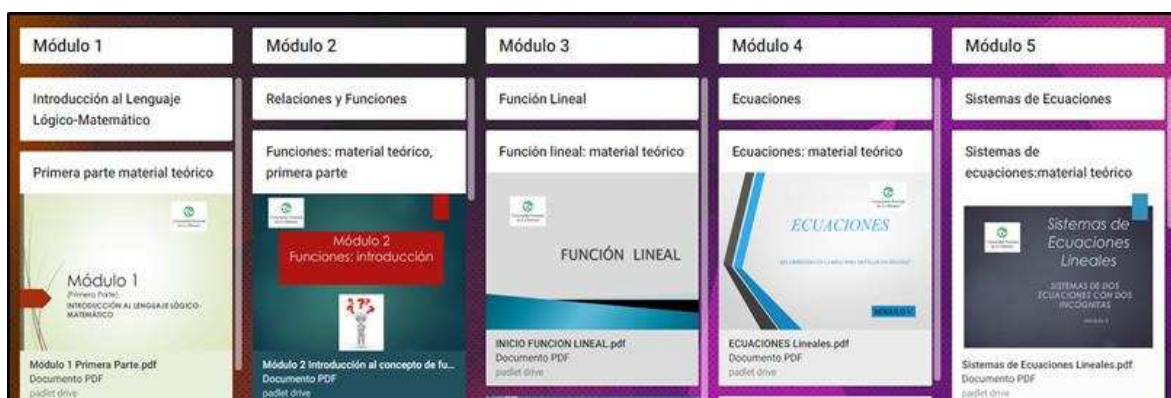 Módulo 1
Introducción al Lenguaje
Lógico-Matemático
Primera parte material teórico
Módulo 1
(Primera Parte)
INTRODUCCIÓN AL LENGUAJE LÓGICO-
MATEMÁTICO
Módulo 1 Primera Parte.pdf
Documento PDF
padlet drive
Módulo 2
Relaciones y Funciones
Funciones: material teórico,
primera parte
Módulo 2
Funciones: introducción
Módulo 2 Introducción al concepto de fu...
Documento PDF
padlet drive
Módulo 3
Función Lineal
Función lineal: material teórico
FUNCIÓN LINEAL
INICIO FUNCION LINEAL.pdf
Documento PDF
padlet drive
Módulo 4
Ecuaciones
Ecuaciones: material teórico
ECUACIONES
ECUACIONES Lineales.pdf
Documento PDF
padlet drive
Módulo 5
Sistemas de Ecuaciones
Sistemas de
ecuaciones:material teórico
Sistemas de
Ecuaciones
Lineales
SISTEMAS DE DOS
ECUACIONES CON DOS
INCÓGNITAS
Sistemas de Ecuaciones Lineales.pdf
Documento PDF
padlet drive